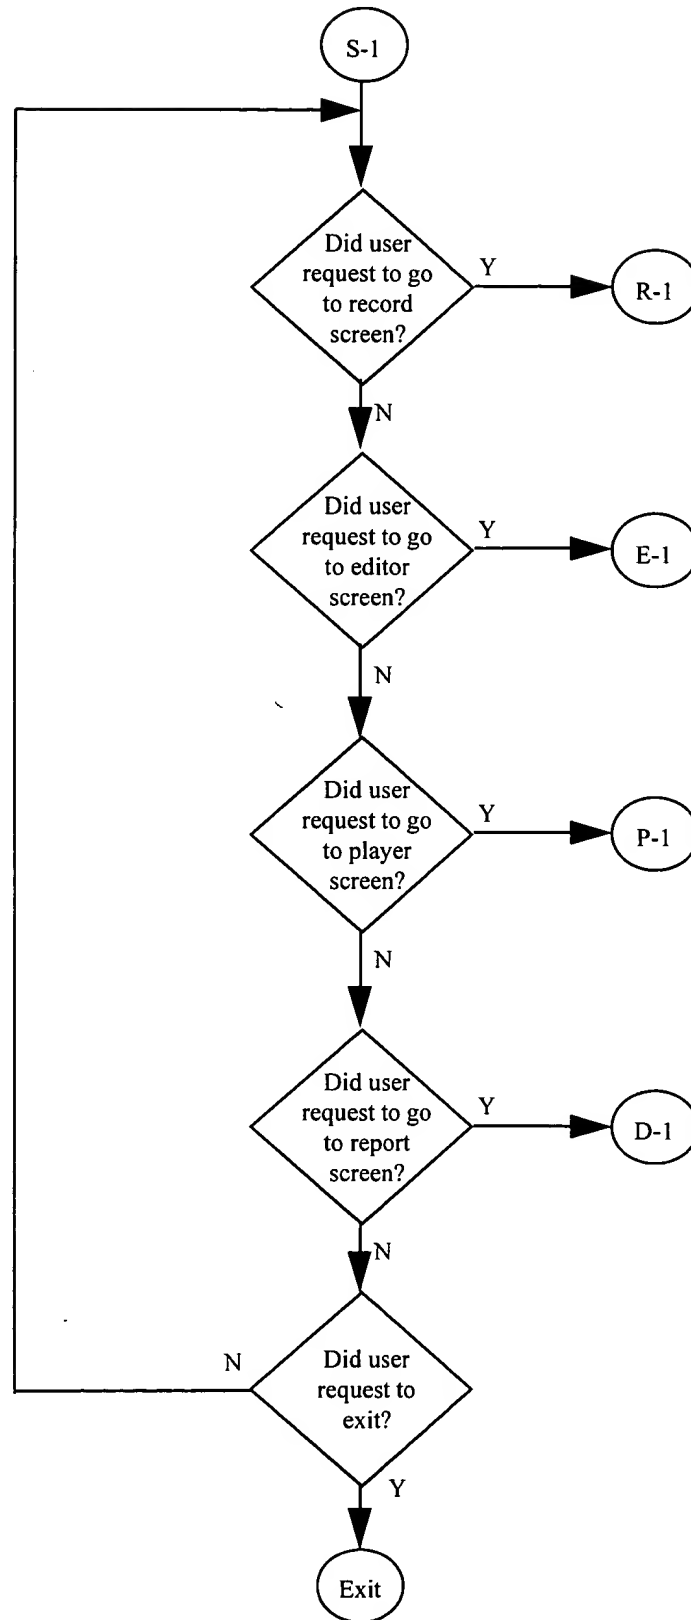 S-1
Did user
request to go
to record
screen?
Y
R-1
N
Did user
request to go
to editor
screen?
Y
E-1
N
Did user
request to go
to player
screen?
Y
P-1
N
Did user
request to go
to report
screen?
Y
D-1
N
Did user
request to
exit?
N
Y
Exit